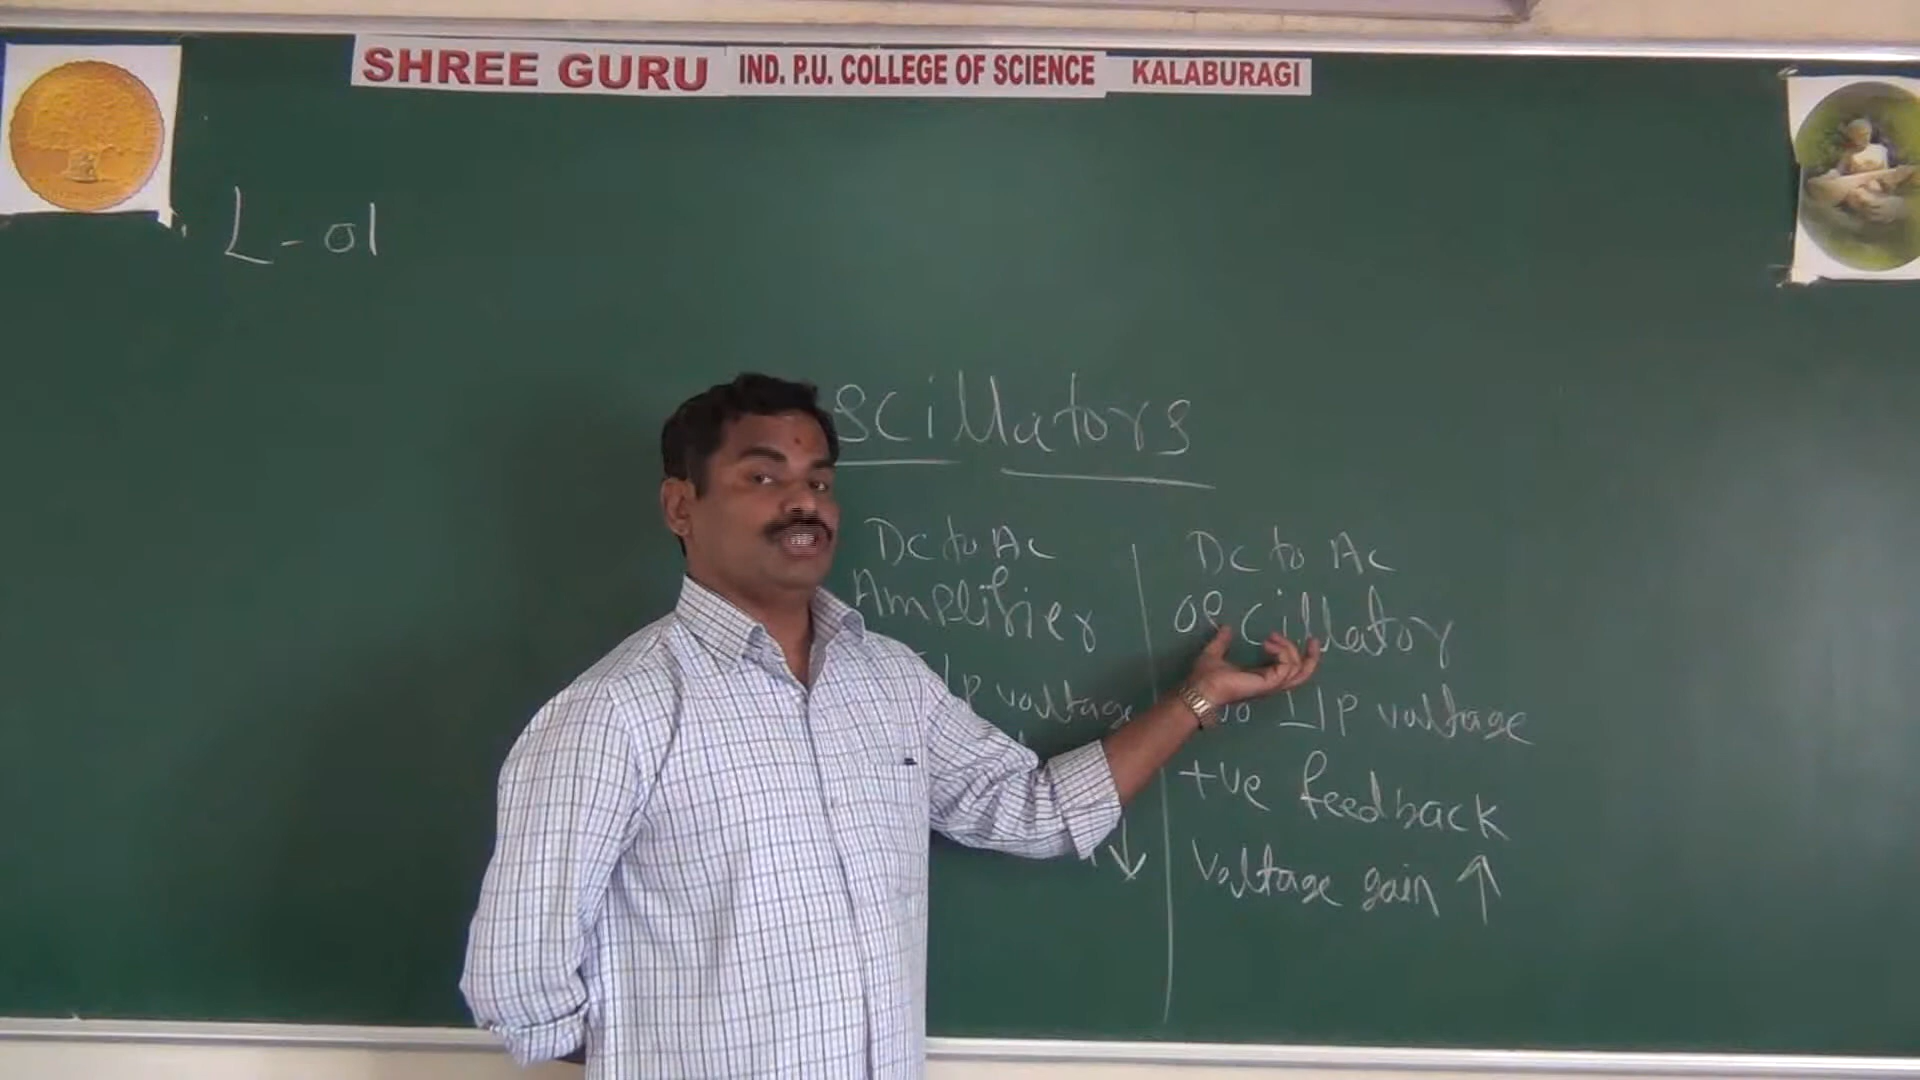 SHREE GURU IND. P.U. COLLEGE OF SCIENCE KALABURAGI
L-01
scillators
Dc to Ac
Amplifier
I/p voltage
↓
Dc to Ac
oscillator
No I/P voltage
+ve feedback
Voltage gain ↑